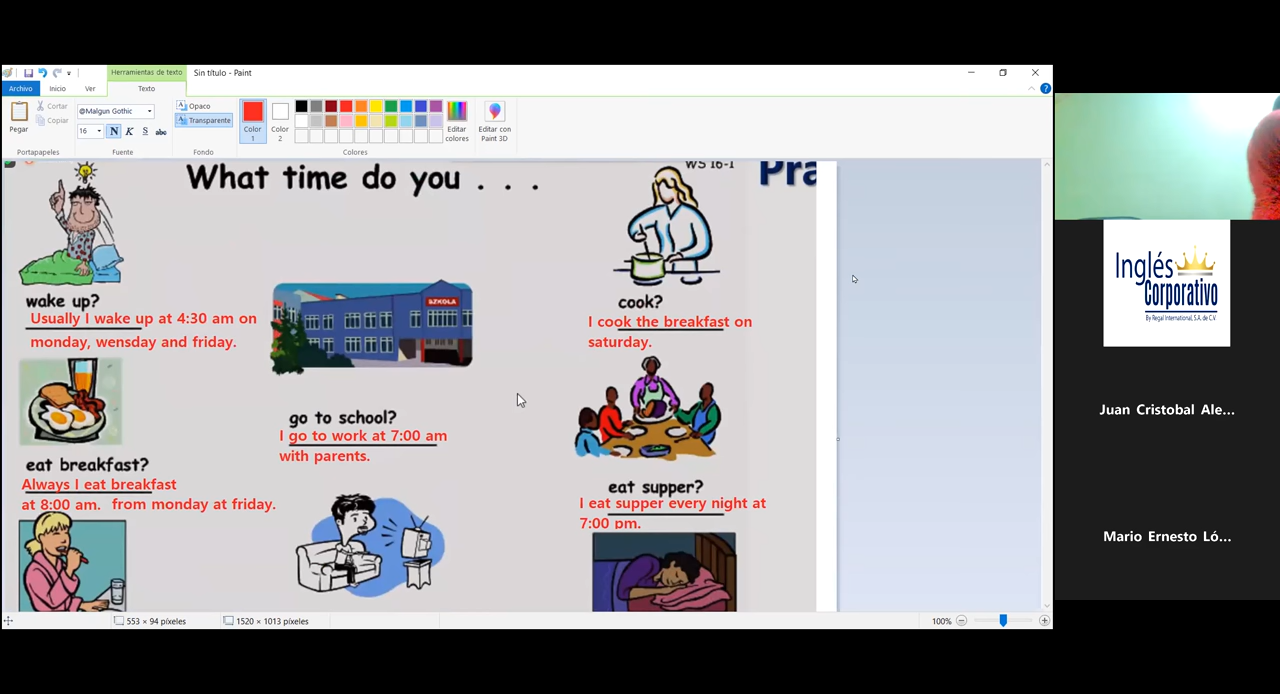 Herramientas de texto
Sin título - Paint
Archivo
Inicio
Ver
Texto
Pegar
Cortar
Copiar
Portapapeles
@Malgun Gothic
16
N K S abc
Fuente
Opaco
Transparente
Fondo
Color 1
Color 2
Editar colores
Editar con Paint 3D
Colores
What time do you . . .
WS 16-1
wake up?
Usually I wake up at 4:30 am on
monday, wensday and friday.
eat breakfast?
Always I eat breakfast
at 8:00 am. from monday at friday.
SZKOŁA
go to school?
I go to work at 7:00 am
with parents.
cook?
I cook the breakfast on
saturday.
eat supper?
I eat supper every night at
7:00 pm.
553 × 94 píxeles
1520 × 1013 píxeles
100%
Inglés
Corporativo
By Regal International, S.A. de C.V.
Juan Cristobal Ale...
Mario Ernesto Ló...